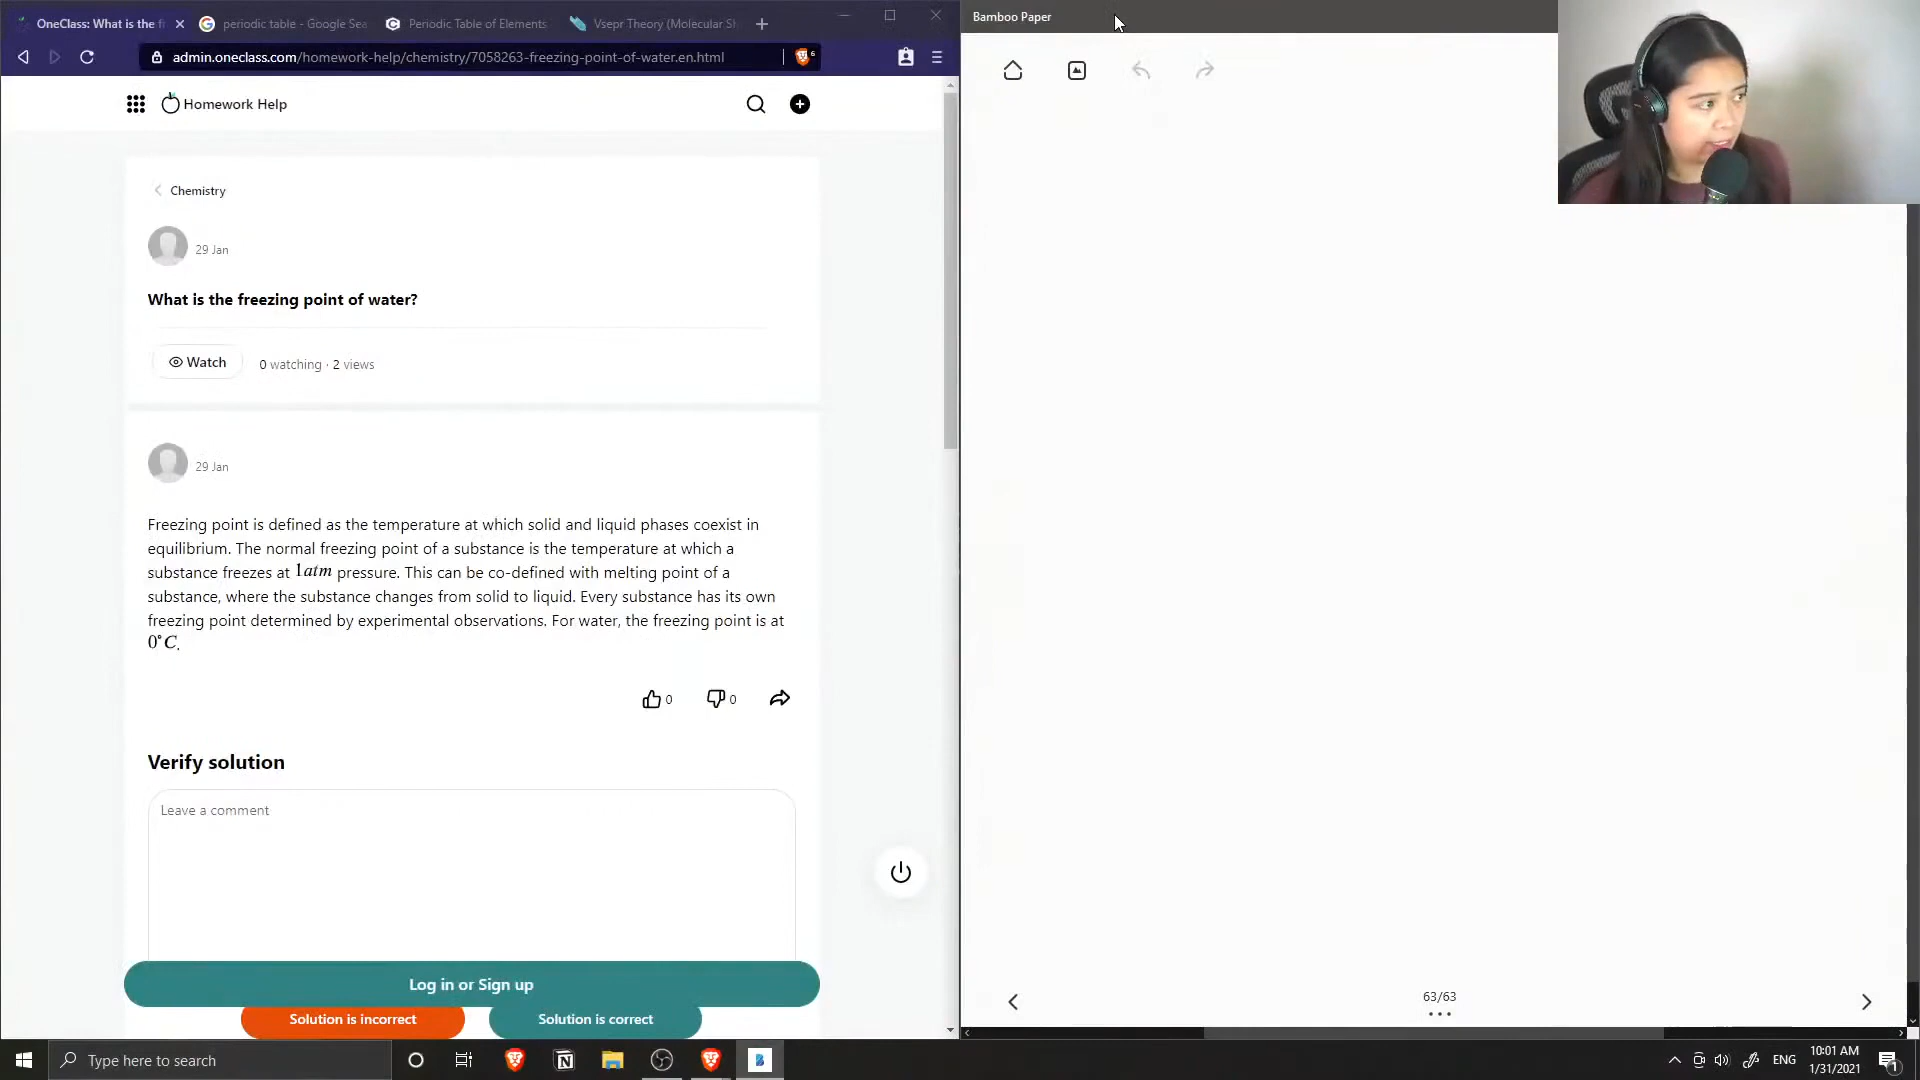 OneClass: What is the f
periodic table - Google Sea
Periodic Table of Elements
Vsepr Theory (Molecular Sh
admin.oneclass.com/homework-help/chemistry/7058263-freezing-point-of-water.en.html
6
Homework Help
Chemistry
29 Jan
What is the freezing point of water?
Watch
0 watching · 2 views
29 Jan
Freezing point is defined as the temperature at which solid and liquid phases coexist in
equilibrium. The normal freezing point of a substance is the temperature at which a
substance freezes at 1atm pressure. This can be co-defined with melting point of a
substance, where the substance changes from solid to liquid. Every substance has its own
freezing point determined by experimental observations. For water, the freezing point is at
0°C.
0
0
Verify solution
Leave a comment
Log in or Sign up
Solution is incorrect
Solution is correct
Bamboo Paper
63/63
Type here to search
ENG
10:01 AM
1/31/2021
1